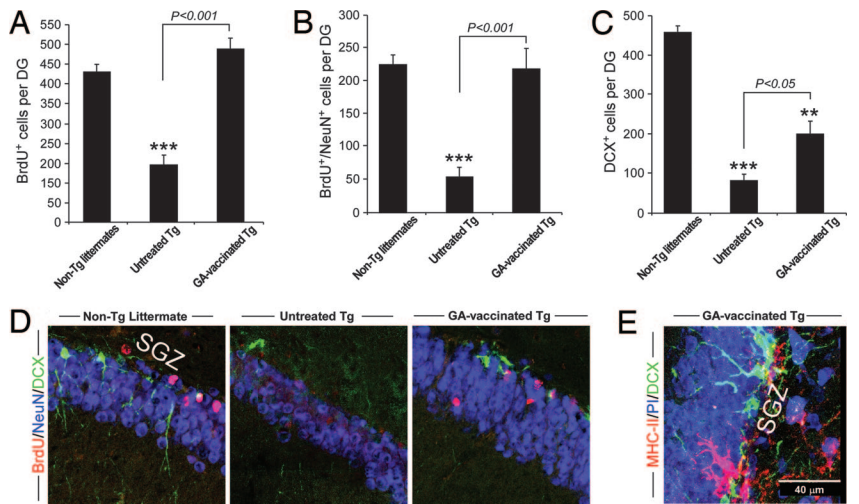 A
BrdU⁺ cells per DG
550
500
450
400
350
300
250
200
150
100
50
0
P<0.001
***
Non-Tg littermates
Untreated Tg
GA-vaccinated Tg
B
BrdU⁺/NeuN⁺ cells per DG
250
200
150
100
50
0
P<0.001
***
Non-Tg littermates
Untreated Tg
GA-vaccinated Tg
C
DCX⁺ cells per DG
500
400
300
200
100
0
P<0.05
***
**
Non-Tg littermates
Untreated Tg
GA-vaccinated Tg
D
BrdU/NeuN/DCX
Non-Tg Littermate
SGZ
Untreated Tg
GA-vaccinated Tg
E
GA-vaccinated Tg
MHC-II/PI/DCX
SGZ
40 µm